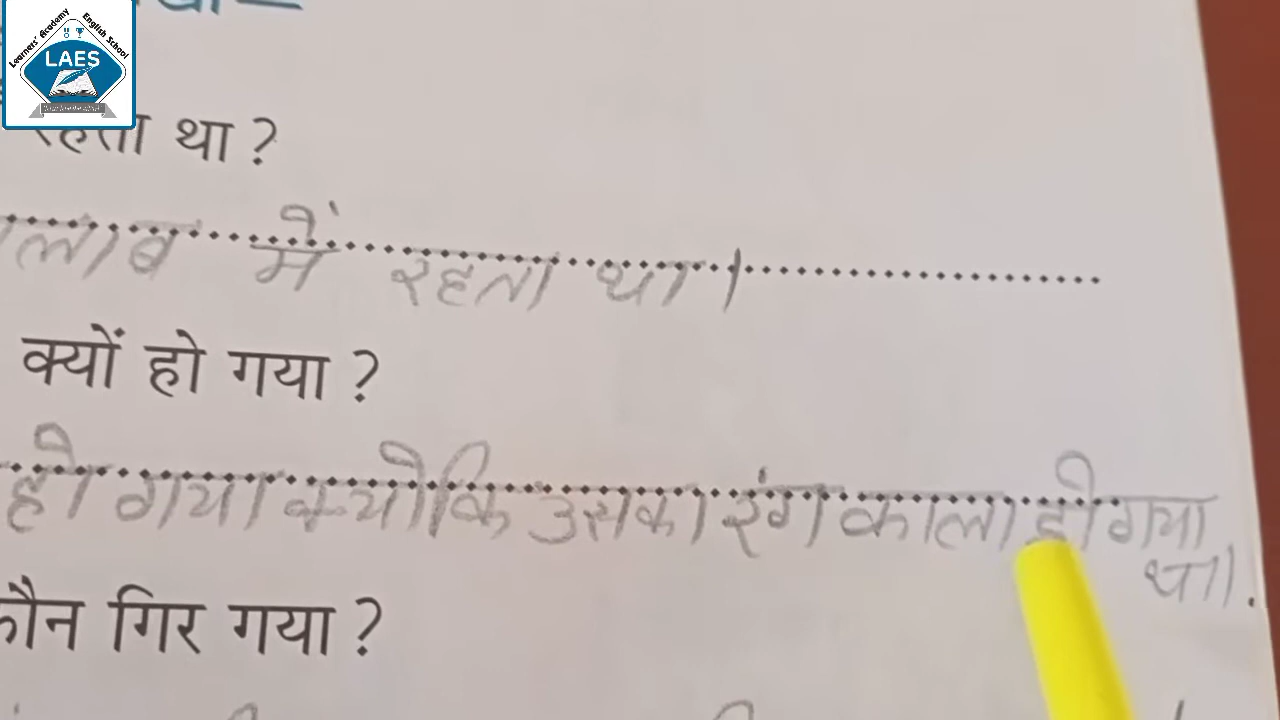 Learners' Academy English School
LAES
रहता था ?
लाब में रहता था।
क्यों हो गया ?
हो गया क्योकि उसका रंग काला हो गया
था।
कौन गिर गया ?